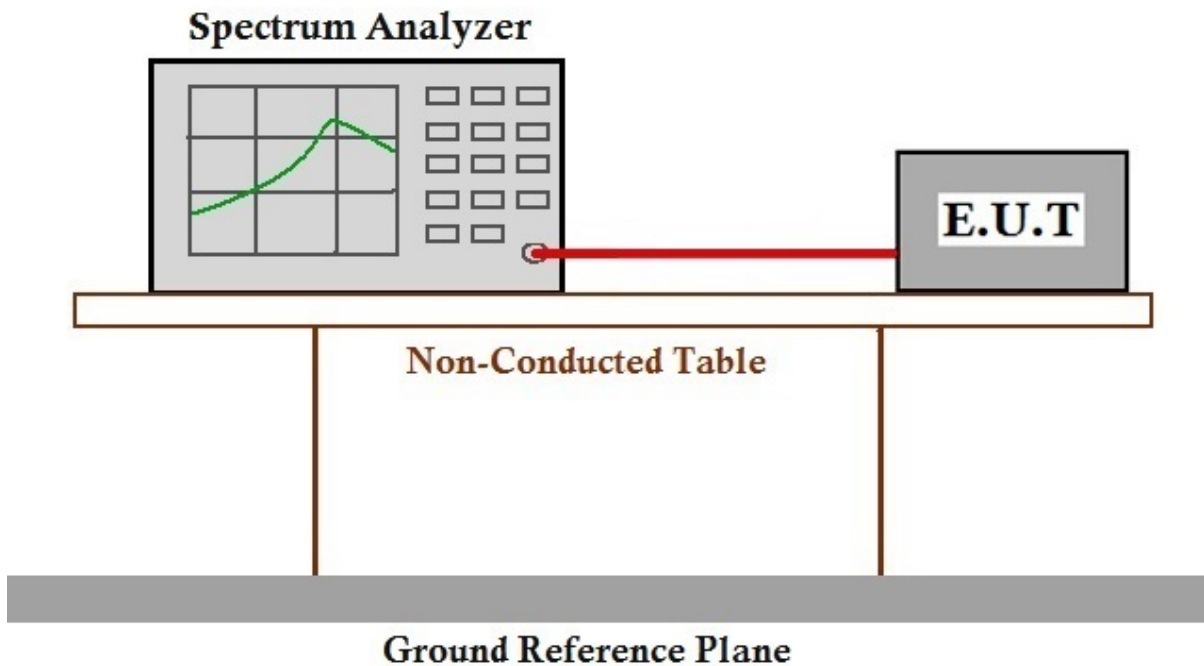 Spectrum Analyzer
E.U.T
Non-Conducted Table
Ground Reference Plane